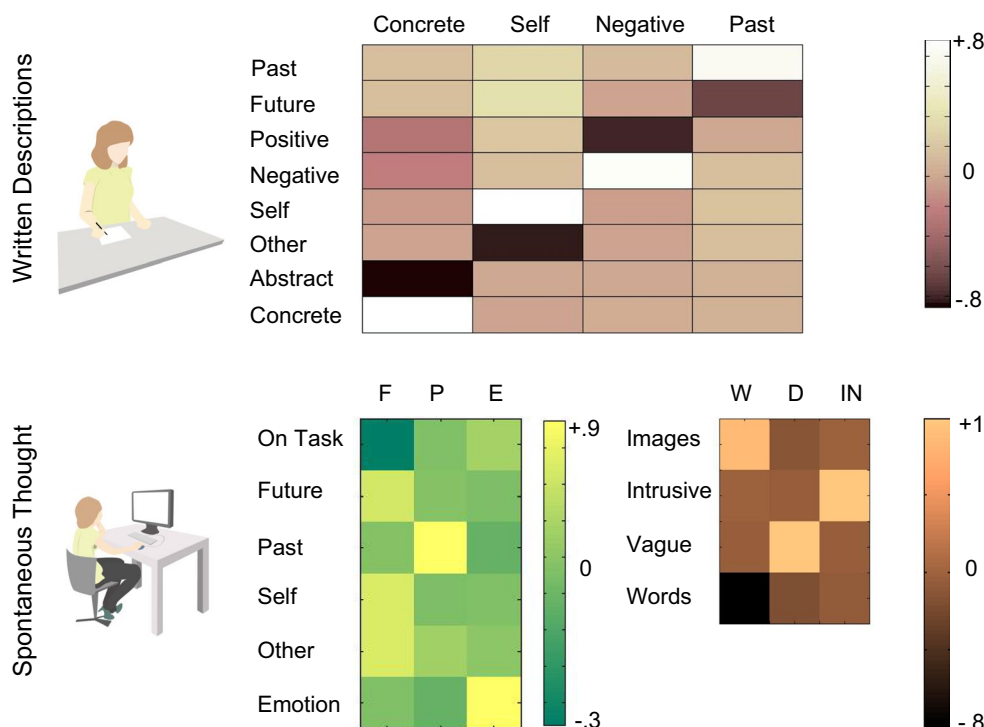 Written Descriptions
Concrete Self Negative Past
Past
Future
Positive
Negative
Self
Other
Abstract
Concrete
+.8
0
-.8
Spontaneous Thought
F P E
On Task
Future
Past
Self
Other
Emotion
+.9
0
-.3
W D IN
Images
Intrusive
Vague
Words
+1
0
-.8